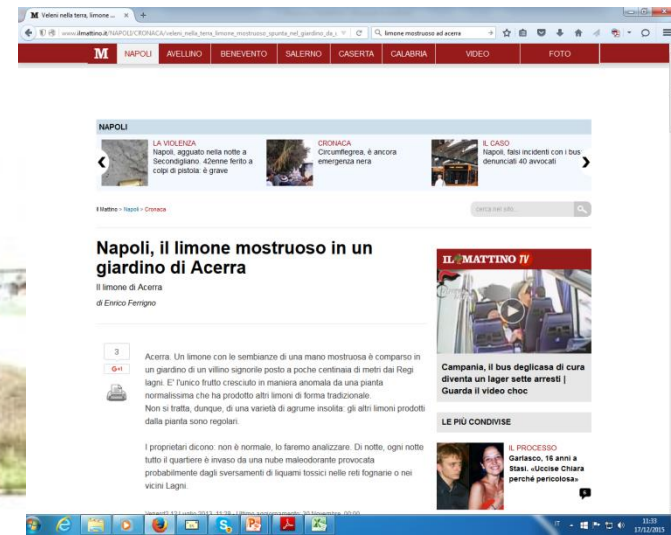 M Veleni nella terra, limone ...
www.ilmattino.it/NAPOLI/CRONACA/veleni_nella_terra_limone_mostruoso_spunta_nel_giardino_da_
limone mostruoso ad acerra
M NAPOLI AVELLINO BENEVENTO SALERNO CASERTA CALABRIA VIDEO FOTO
NAPOLI
LA VIOLENZA
Napoli, agguato nella notte a
Secondigliano. 42enne ferito a
colpi di pistola: è grave
CRONACA
Circumflegrea, è ancora
emergenza nera
IL CASO
Napoli, falsi incidenti con i bus:
denunciati 40 avvocati
Il Mattino > Napoli > Cronaca
cerca nel sito...
Napoli, il limone mostruoso in un
giardino di Acerra
Il limone di Acerra
di Enrico Ferrigno
3
G+1
Acerra. Un limone con le sembianze di una mano mostruosa è comparso in
un giardino di un villino signorile posto a poche centinaia di metri dai Regi
lagni. E' l'unico frutto cresciuto in maniera anomala da una pianta
normalissima che ha prodotto altri limoni di forma tradizionale.
Non si tratta, dunque, di una varietà di agrume insolita: gli altri limoni prodotti
dalla pianta sono regolari.
I proprietari dicono: non è normale, lo faremo analizzare. Di notte, ogni notte
tutto il quartiere è invaso da una nube maleodorante provocata
probabilmente dagli sversamenti di liquami tossici nelle reti fognarie o nei
vicini Lagni.
IL MATTINO TV
Campania, il bus deglicasa di cura
diventa un lager sette arresti |
Guarda il video choc
LE PIÙ CONDIVISE
IL PROCESSO
Garlasco, 16 anni a
Stasi. «Uccise Chiara
perché pericolosa»
6
IT
11:33
17/12/2015